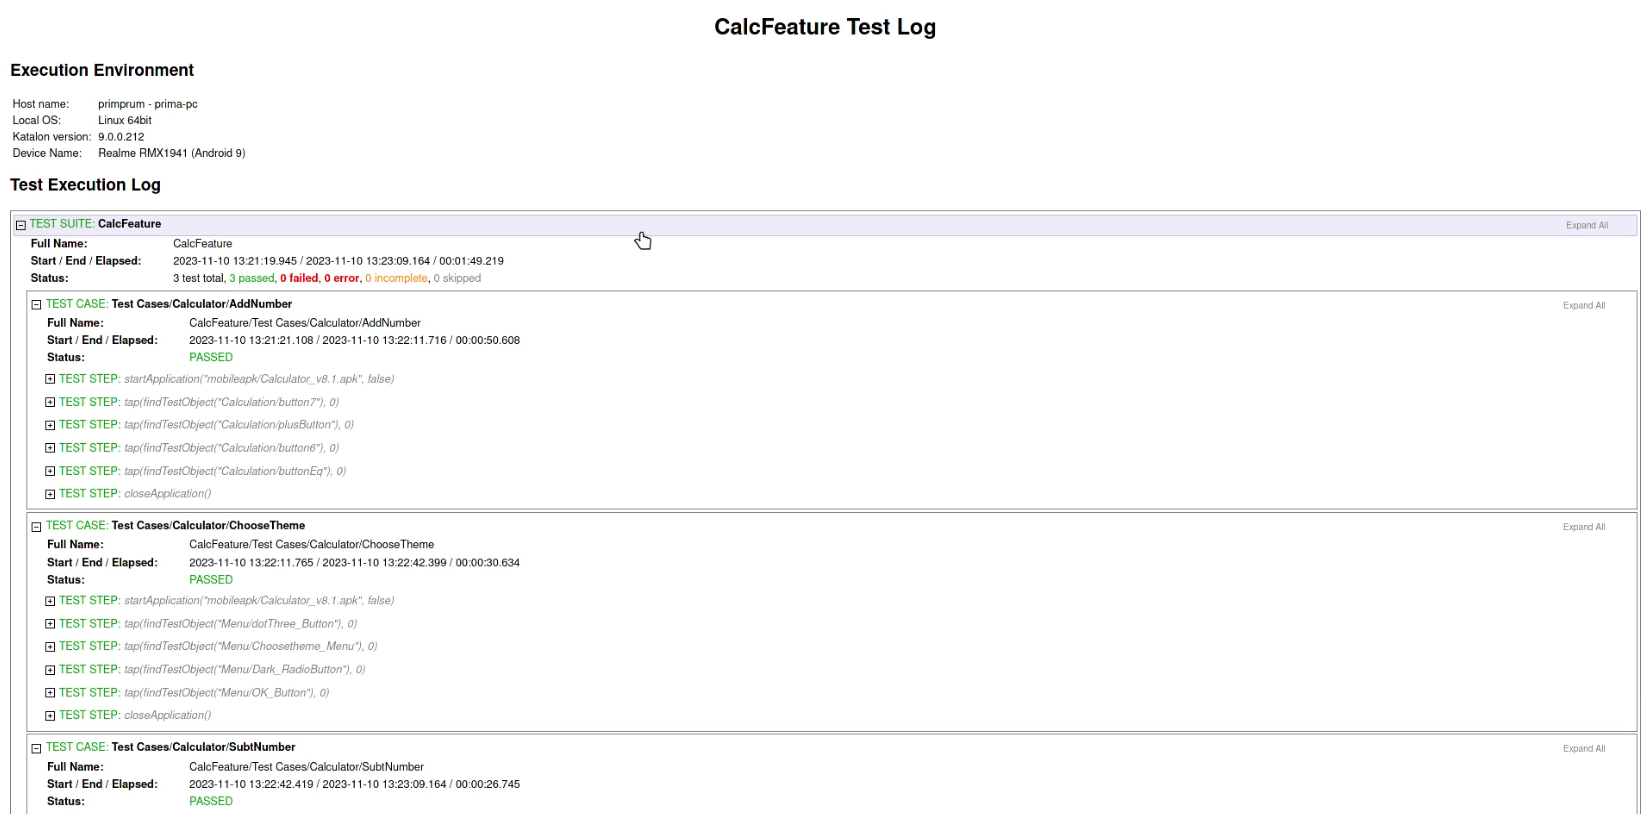 CalcFeature Test Log
Execution Environment
Host name: primprum - prima-pc
Local OS: Linux 64bit
Katalon version: 9.0.0.212
Device Name: Realme RMX1941 (Android 9)
Test Execution Log
TEST SUITE: CalcFeature Expand All
Full Name: CalcFeature
Start / End / Elapsed: 2023-11-10 13:21:19.945 / 2023-11-10 13:23:09.164 / 00:01:49.219
Status: 3 test total, 3 passed, 0 failed, 0 error, 0 incomplete, 0 skipped
TEST CASE: Test Cases/Calculator/AddNumber Expand All
Full Name: CalcFeature/Test Cases/Calculator/AddNumber
Start / End / Elapsed: 2023-11-10 13:21:21.108 / 2023-11-10 13:22:11.716 / 00:00:50.608
Status: PASSED
TEST STEP: startApplication("mobileapk/Calculator_v8.1.apk", false)
TEST STEP: tap(findTestObject("Calculation/button7"), 0)
TEST STEP: tap(findTestObject("Calculation/plusButton"), 0)
TEST STEP: tap(findTestObject("Calculation/button6"), 0)
TEST STEP: tap(findTestObject("Calculation/buttonEq"), 0)
TEST STEP: closeApplication()
TEST CASE: Test Cases/Calculator/ChooseTheme Expand All
Full Name: CalcFeature/Test Cases/Calculator/ChooseTheme
Start / End / Elapsed: 2023-11-10 13:22:11.765 / 2023-11-10 13:22:42.399 / 00:00:30.634
Status: PASSED
TEST STEP: startApplication("mobileapk/Calculator_v8.1.apk", false)
TEST STEP: tap(findTestObject("Menu/dotThree_Button"), 0)
TEST STEP: tap(findTestObject("Menu/Choosetheme_Menu"), 0)
TEST STEP: tap(findTestObject("Menu/Dark_RadioButton"), 0)
TEST STEP: tap(findTestObject("Menu/OK_Button"), 0)
TEST STEP: closeApplication()
TEST CASE: Test Cases/Calculator/SubtNumber Expand All
Full Name: CalcFeature/Test Cases/Calculator/SubtNumber
Start / End / Elapsed: 2023-11-10 13:22:42.419 / 2023-11-10 13:23:09.164 / 00:00:26.745
Status: PASSED